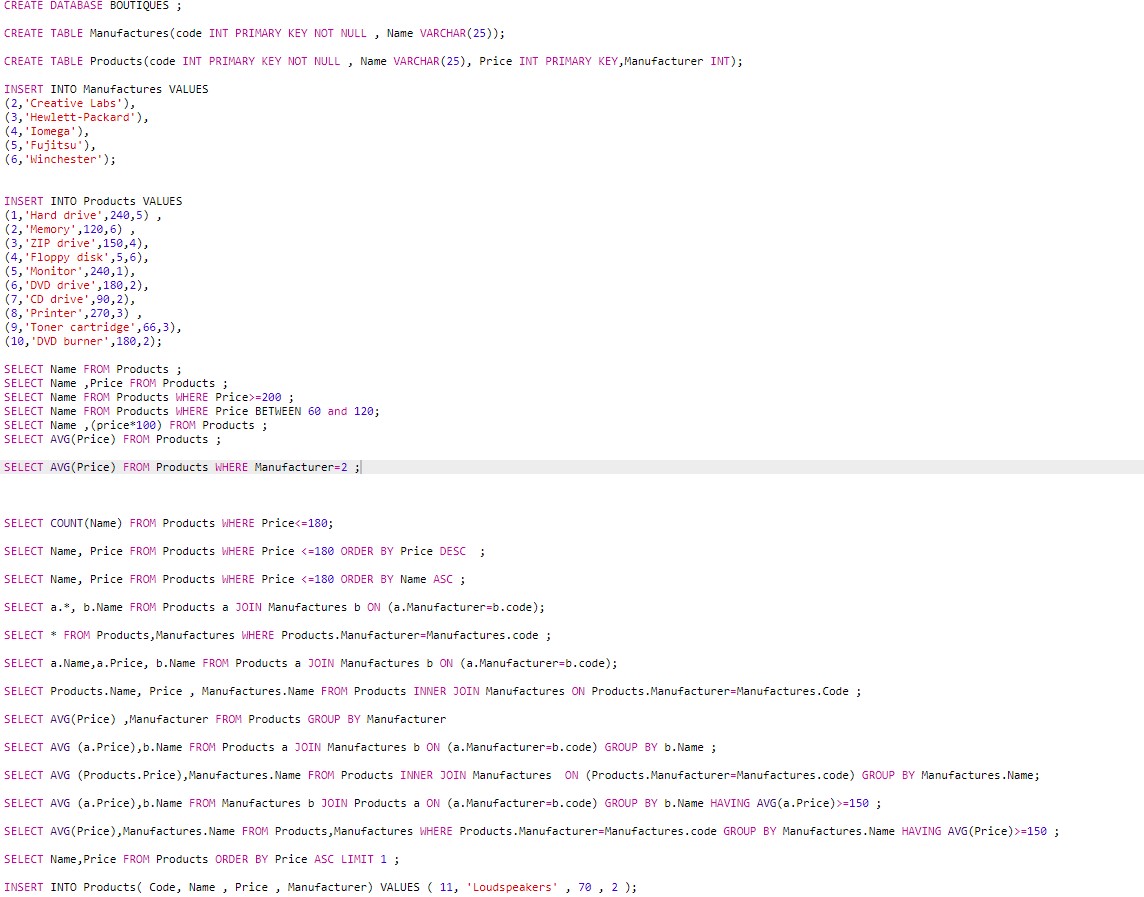 CREATE DATABASE BOUTIQUES ;
CREATE TABLE Manufactures(code INT PRIMARY KEY NOT NULL , Name VARCHAR(25));
CREATE TABLE Products(code INT PRIMARY KEY NOT NULL , Name VARCHAR(25), Price INT PRIMARY KEY,Manufacturer INT);
INSERT INTO Manufactures VALUES
(2,'Creative Labs'),
(3,'Hewlett-Packard'),
(4,'Iomega'),
(5,'Fujitsu'),
(6,'Winchester');
INSERT INTO Products VALUES
(1,'Hard drive',240,5) ,
(2,'Memory',120,6) ,
(3,'ZIP drive',150,4),
(4,'Floppy disk',5,6),
(5,'Monitor',240,1),
(6,'DVD drive',180,2),
(7,'CD drive',90,2),
(8,'Printer',270,3) ,
(9,'Toner cartridge',66,3),
(10,'DVD burner',180,2);
SELECT Name FROM Products ;
SELECT Name ,Price FROM Products ;
SELECT Name FROM Products WHERE Price>=200 ;
SELECT Name FROM Products WHERE Price BETWEEN 60 and 120;
SELECT Name ,(price*100) FROM Products ;
SELECT AVG(Price) FROM Products ;
SELECT AVG(Price) FROM Products WHERE Manufacturer=2 ;
SELECT COUNT(Name) FROM Products WHERE Price<=180;
SELECT Name, Price FROM Products WHERE Price <=180 ORDER BY Price DESC  ;
SELECT Name, Price FROM Products WHERE Price <=180 ORDER BY Name ASC ;
SELECT a.*, b.Name FROM Products a JOIN Manufactures b ON (a.Manufacturer=b.code);
SELECT * FROM Products,Manufactures WHERE Products.Manufacturer=Manufactures.code ;
SELECT a.Name,a.Price, b.Name FROM Products a JOIN Manufactures b ON (a.Manufacturer=b.code);
SELECT Products.Name, Price , Manufactures.Name FROM Products INNER JOIN Manufactures ON Products.Manufacturer=Manufactures.Code ;
SELECT AVG(Price) ,Manufacturer FROM Products GROUP BY Manufacturer
SELECT AVG (a.Price),b.Name FROM Products a JOIN Manufactures b ON (a.Manufacturer=b.code) GROUP BY b.Name ;
SELECT AVG (Products.Price),Manufactures.Name FROM Products INNER JOIN Manufactures  ON (Products.Manufacturer=Manufactures.code) GROUP BY Manufactures.Name;
SELECT AVG (a.Price),b.Name FROM Manufactures b JOIN Products a ON (a.Manufacturer=b.code) GROUP BY b.Name HAVING AVG(a.Price)>=150 ;
SELECT AVG(Price),Manufactures.Name FROM Products,Manufactures WHERE Products.Manufacturer=Manufactures.code GROUP BY Manufactures.Name HAVING AVG(Price)>=150 ;
SELECT Name,Price FROM Products ORDER BY Price ASC LIMIT 1 ;
INSERT INTO Products( Code, Name , Price , Manufacturer) VALUES ( 11, 'Loudspeakers' , 70 , 2 );